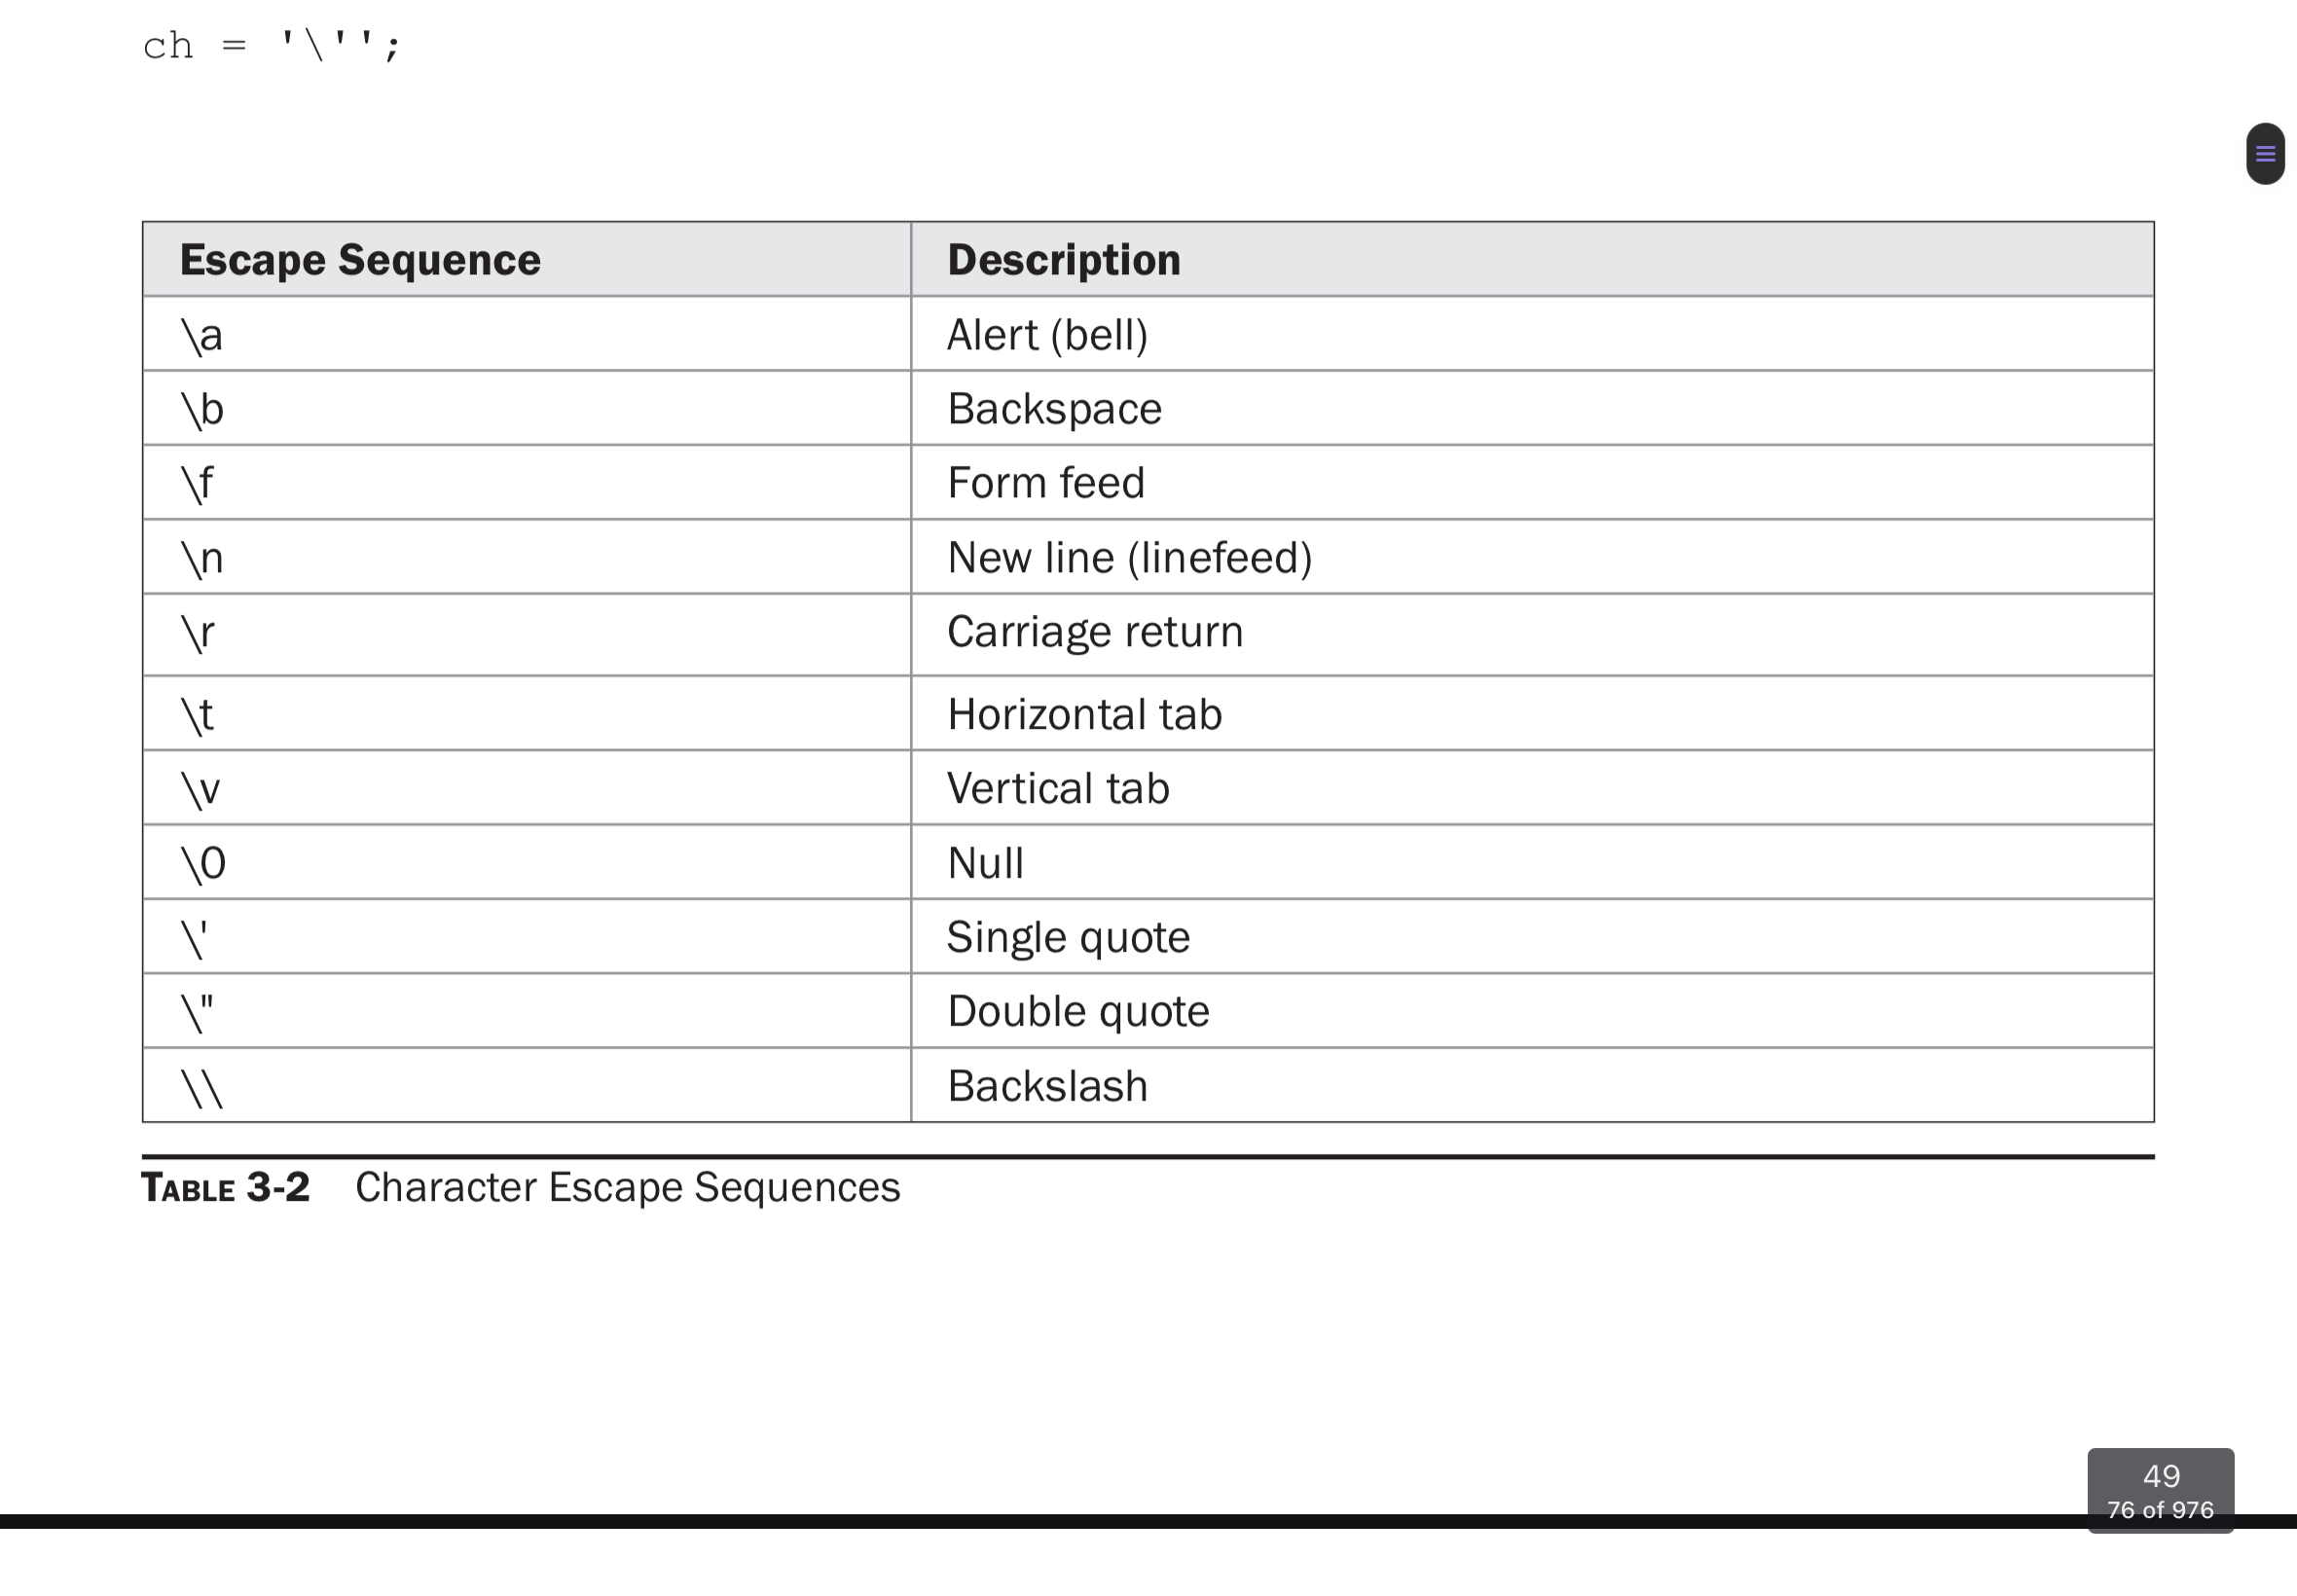 ch = '\'';
Escape Sequence Description
\a Alert (bell)
\b Backspace
\f Form feed
\n New line (linefeed)
\r Carriage return
\t Horizontal tab
\v Vertical tab
\0 Null
\' Single quote
\" Double quote
\\ Backslash
TABLE 3-2 Character Escape Sequences
49
76 of 976